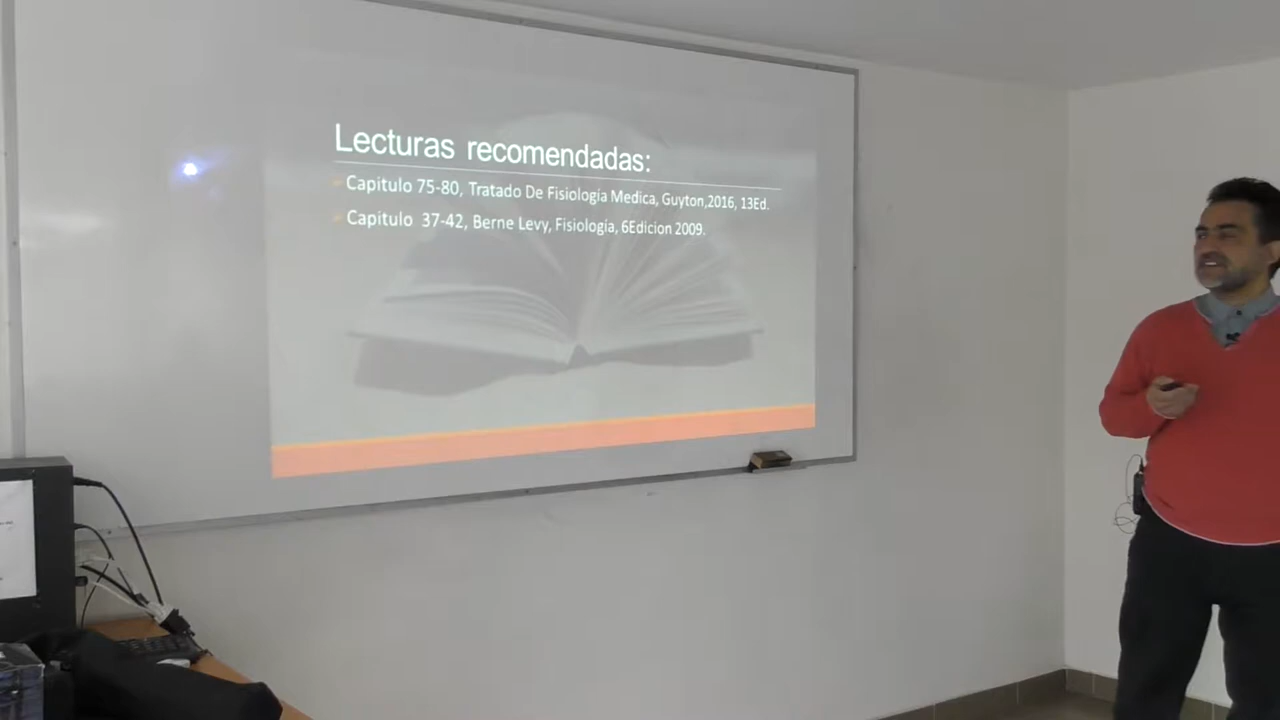 Lecturas recomendadas:
Capitulo 75-80, Tratado De Fisiología Medica, Guyton,2016, 13Ed.
Capitulo 37-42, Berne Levy, Fisiología, 6Edicion 2009.